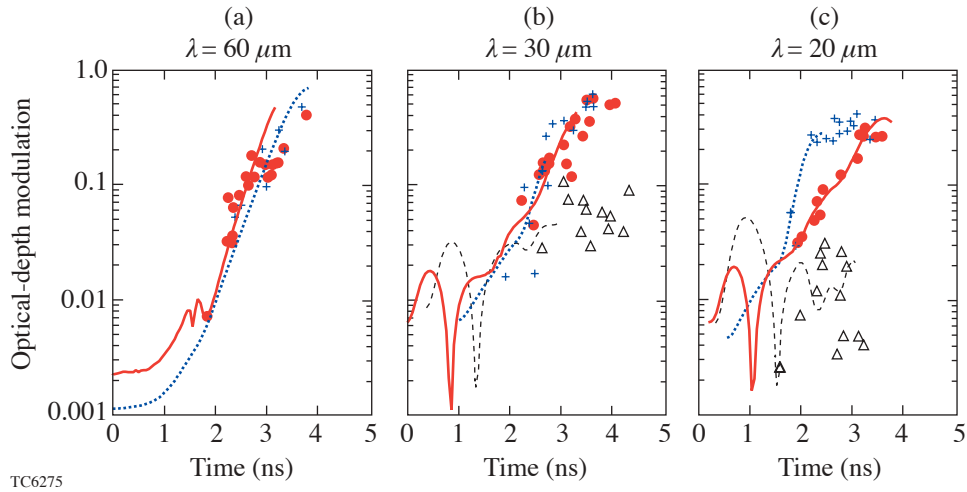 (a) (b) (c)
λ = 60 μm λ = 30 μm λ = 20 μm
Optical-depth modulation
1.0
0.1
0.01
0.001
0 1 2 3 4 5 0 1 2 3 4 5 0 1 2 3 4 5
Time (ns) Time (ns) Time (ns)
TC6275